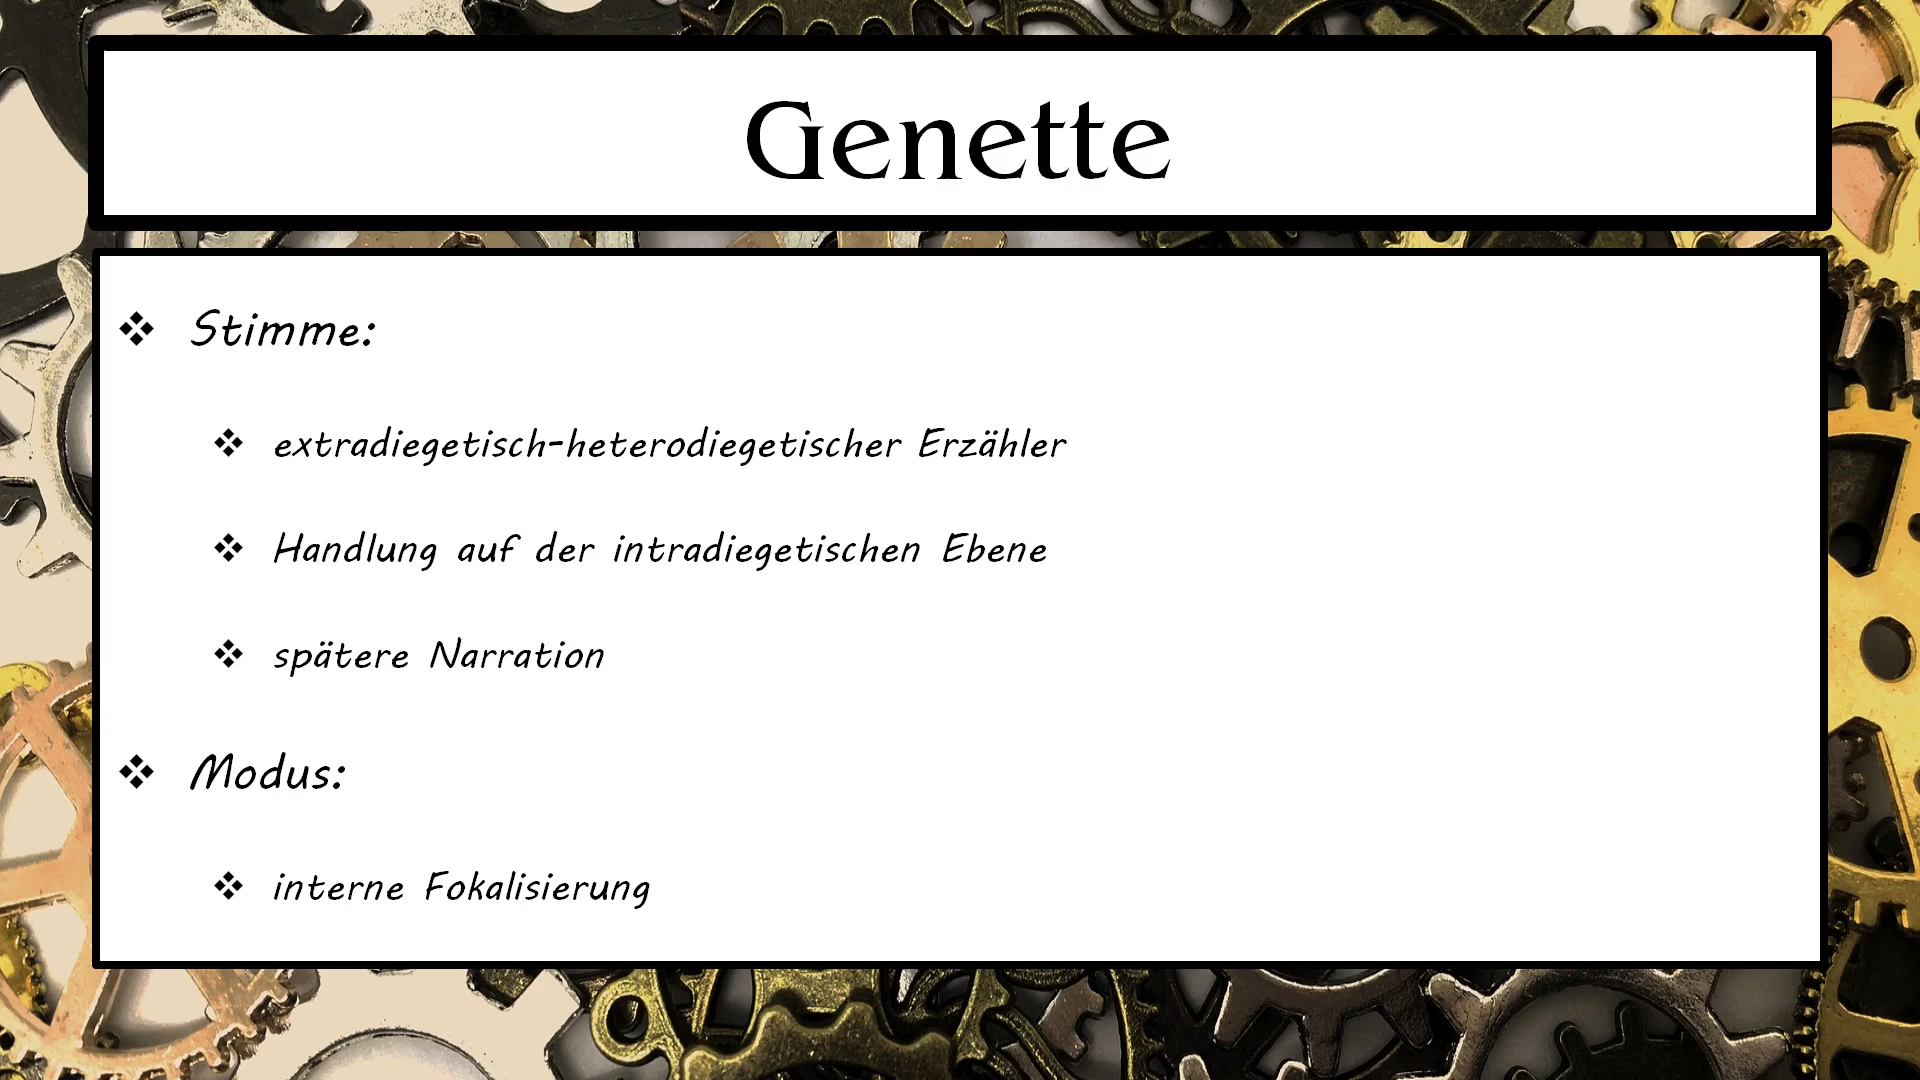 Genette
Stimme:
extradiegetisch-heterodiegetischer Erzähler
Handlung auf der intradiegetischen Ebene
spätere Narration
Modus:
interne Fokalisierung